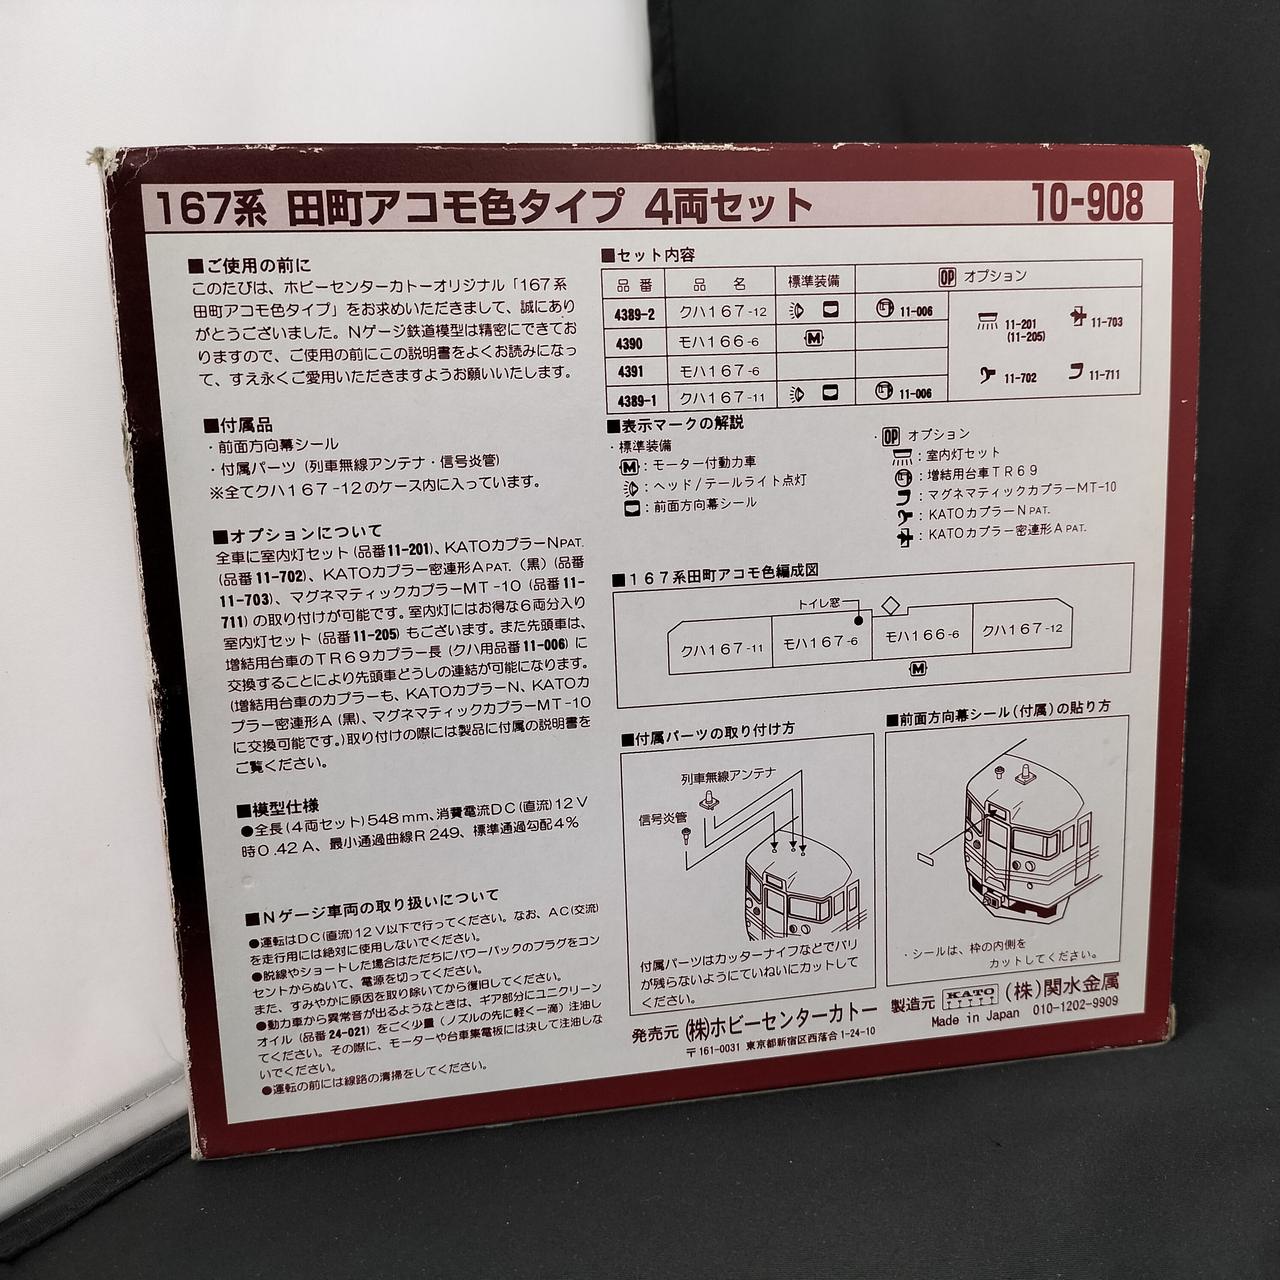 167系 田町アコモ色タイプ 4両セット
10-908
■ご使用の前に
このたびは、ホビーセンターカトーオリジナル「167系
田町アコモ色タイプ」をお求めいただきまして、誠にあり
がとうございました。Nゲージ鉄道模型は精密にできてお
りますので、ご使用の前にこの説明書をよくお読みになっ
て、すえ永くご愛用いただきますようお願いいたします。
■付属品
・前面方向幕シール
・付属パーツ (列車無線アンテナ・信号炎管)
※全てクハ167-12のケース内に入っています。
■オプションについて
全車に室内灯セット (品番11-201)、KATOカプラーNPAT.
(品番11-702)、KATOカプラー密連形APAT. (黒) (品番
11-703)、マグネマティックカプラーMT-10 (品番11-
711) の取り付けが可能です。室内灯にはお得な6両分入り
室内灯セット (品番11-205) もございます。また先頭車は、
増結用台車のTR69カプラー長 (クハ用品番11-006) に
交換することにより先頭車どうしの連結が可能になります。
(増結用台車のカプラーも、KATOカプラーN、KATOカ
プラー密連形A (黒)、マグネマティックカプラーMT-10
に交換可能です。)取り付けの際には製品に付属の説明書を
ご覧ください。
■模型仕様
●全長(4両セット)548mm、消費電流DC(直流)12V
時0.42A、最小通過曲線R249、標準通過勾配4%
■Nゲージ車両の取り扱いについて
●運転はDC(直流)12V以下で行ってください。なお、AC(交流)
を走行用には絶対に使用しないでください。
●脱線やショートした場合はただちにパワーパックのプラグをコン
セントからぬいて、電源を切ってください。
また、すみやかに原因を取り除いてから復旧してください。
●動力車から異常音が出るようなときは、ギア部分にユニクリーン
オイル (品番24-021) をごく少量 (ノズルの先に軽く一滴) 注油し
てください。その際に、モーターや台車集電板には決して注油しな
いでください。
●運転の前には線路の清掃をしてください。
■セット内容
品 番 品 名 標準装備 OP オプション
4389-2 クハ167-12 11-006
4390 モハ166-6 M
4391 モハ167-6
4389-1 クハ167-11 11-006
11-201 11-703
(11-205)
11-702 11-711
■表示マークの解説
・標準装備
M：モーター付動力車
：ヘッド/テールライト点灯
：前面方向幕シール
・OP オプション
：室内灯セット
：増結用台車TR69
：マグネマティックカプラーMT-10
：KATOカプラーNPAT.
：KATOカプラー密連形APAT.
■167系田町アコモ色編成図
トイレ窓
クハ167-11 モハ167-6 モハ166-6 クハ167-12
M
■付属パーツの取り付け方
列車無線アンテナ
信号炎管
付属パーツはカッターナイフなどでバリ
が残らないようにていねいにカットして
ください。
■前面方向幕シール(付属)の貼り方
・シールは、枠の内側を
カットしてください。
発売元 (株)ホビーセンターカトー
〒161-0031 東京都新宿区西落合1-24-10
製造元 KATO (株)関水金属
Made in Japan 010-1202-9909